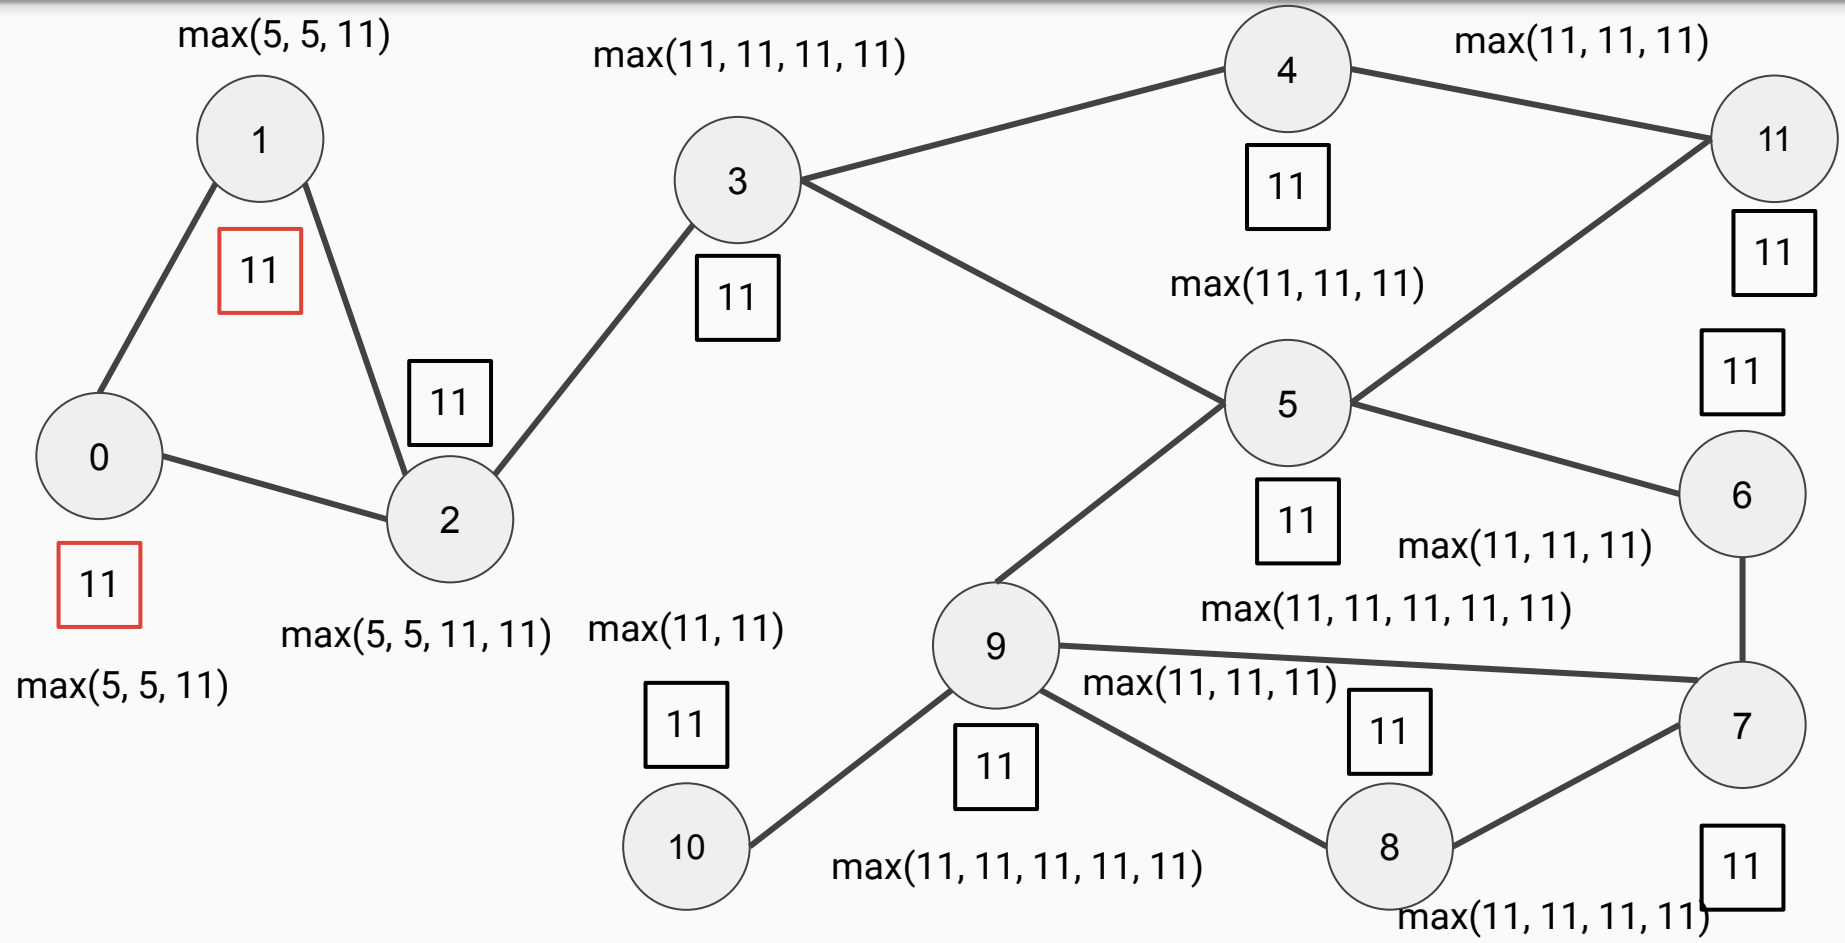 max(5, 5, 11)
1
11
0
11
max(5, 5, 11)
11
2
max(5, 5, 11, 11)
max(11, 11, 11, 11)
3
11
4
11
max(11, 11, 11)
11
11
max(11, 11, 11)
5
11
11
6
max(11, 11, 11)
max(11, 11, 11, 11, 11)
max(11, 11)
11
10
9
11
max(11, 11, 11, 11, 11)
max(11, 11, 11)
11
8
7
11
max(11, 11, 11, 11)